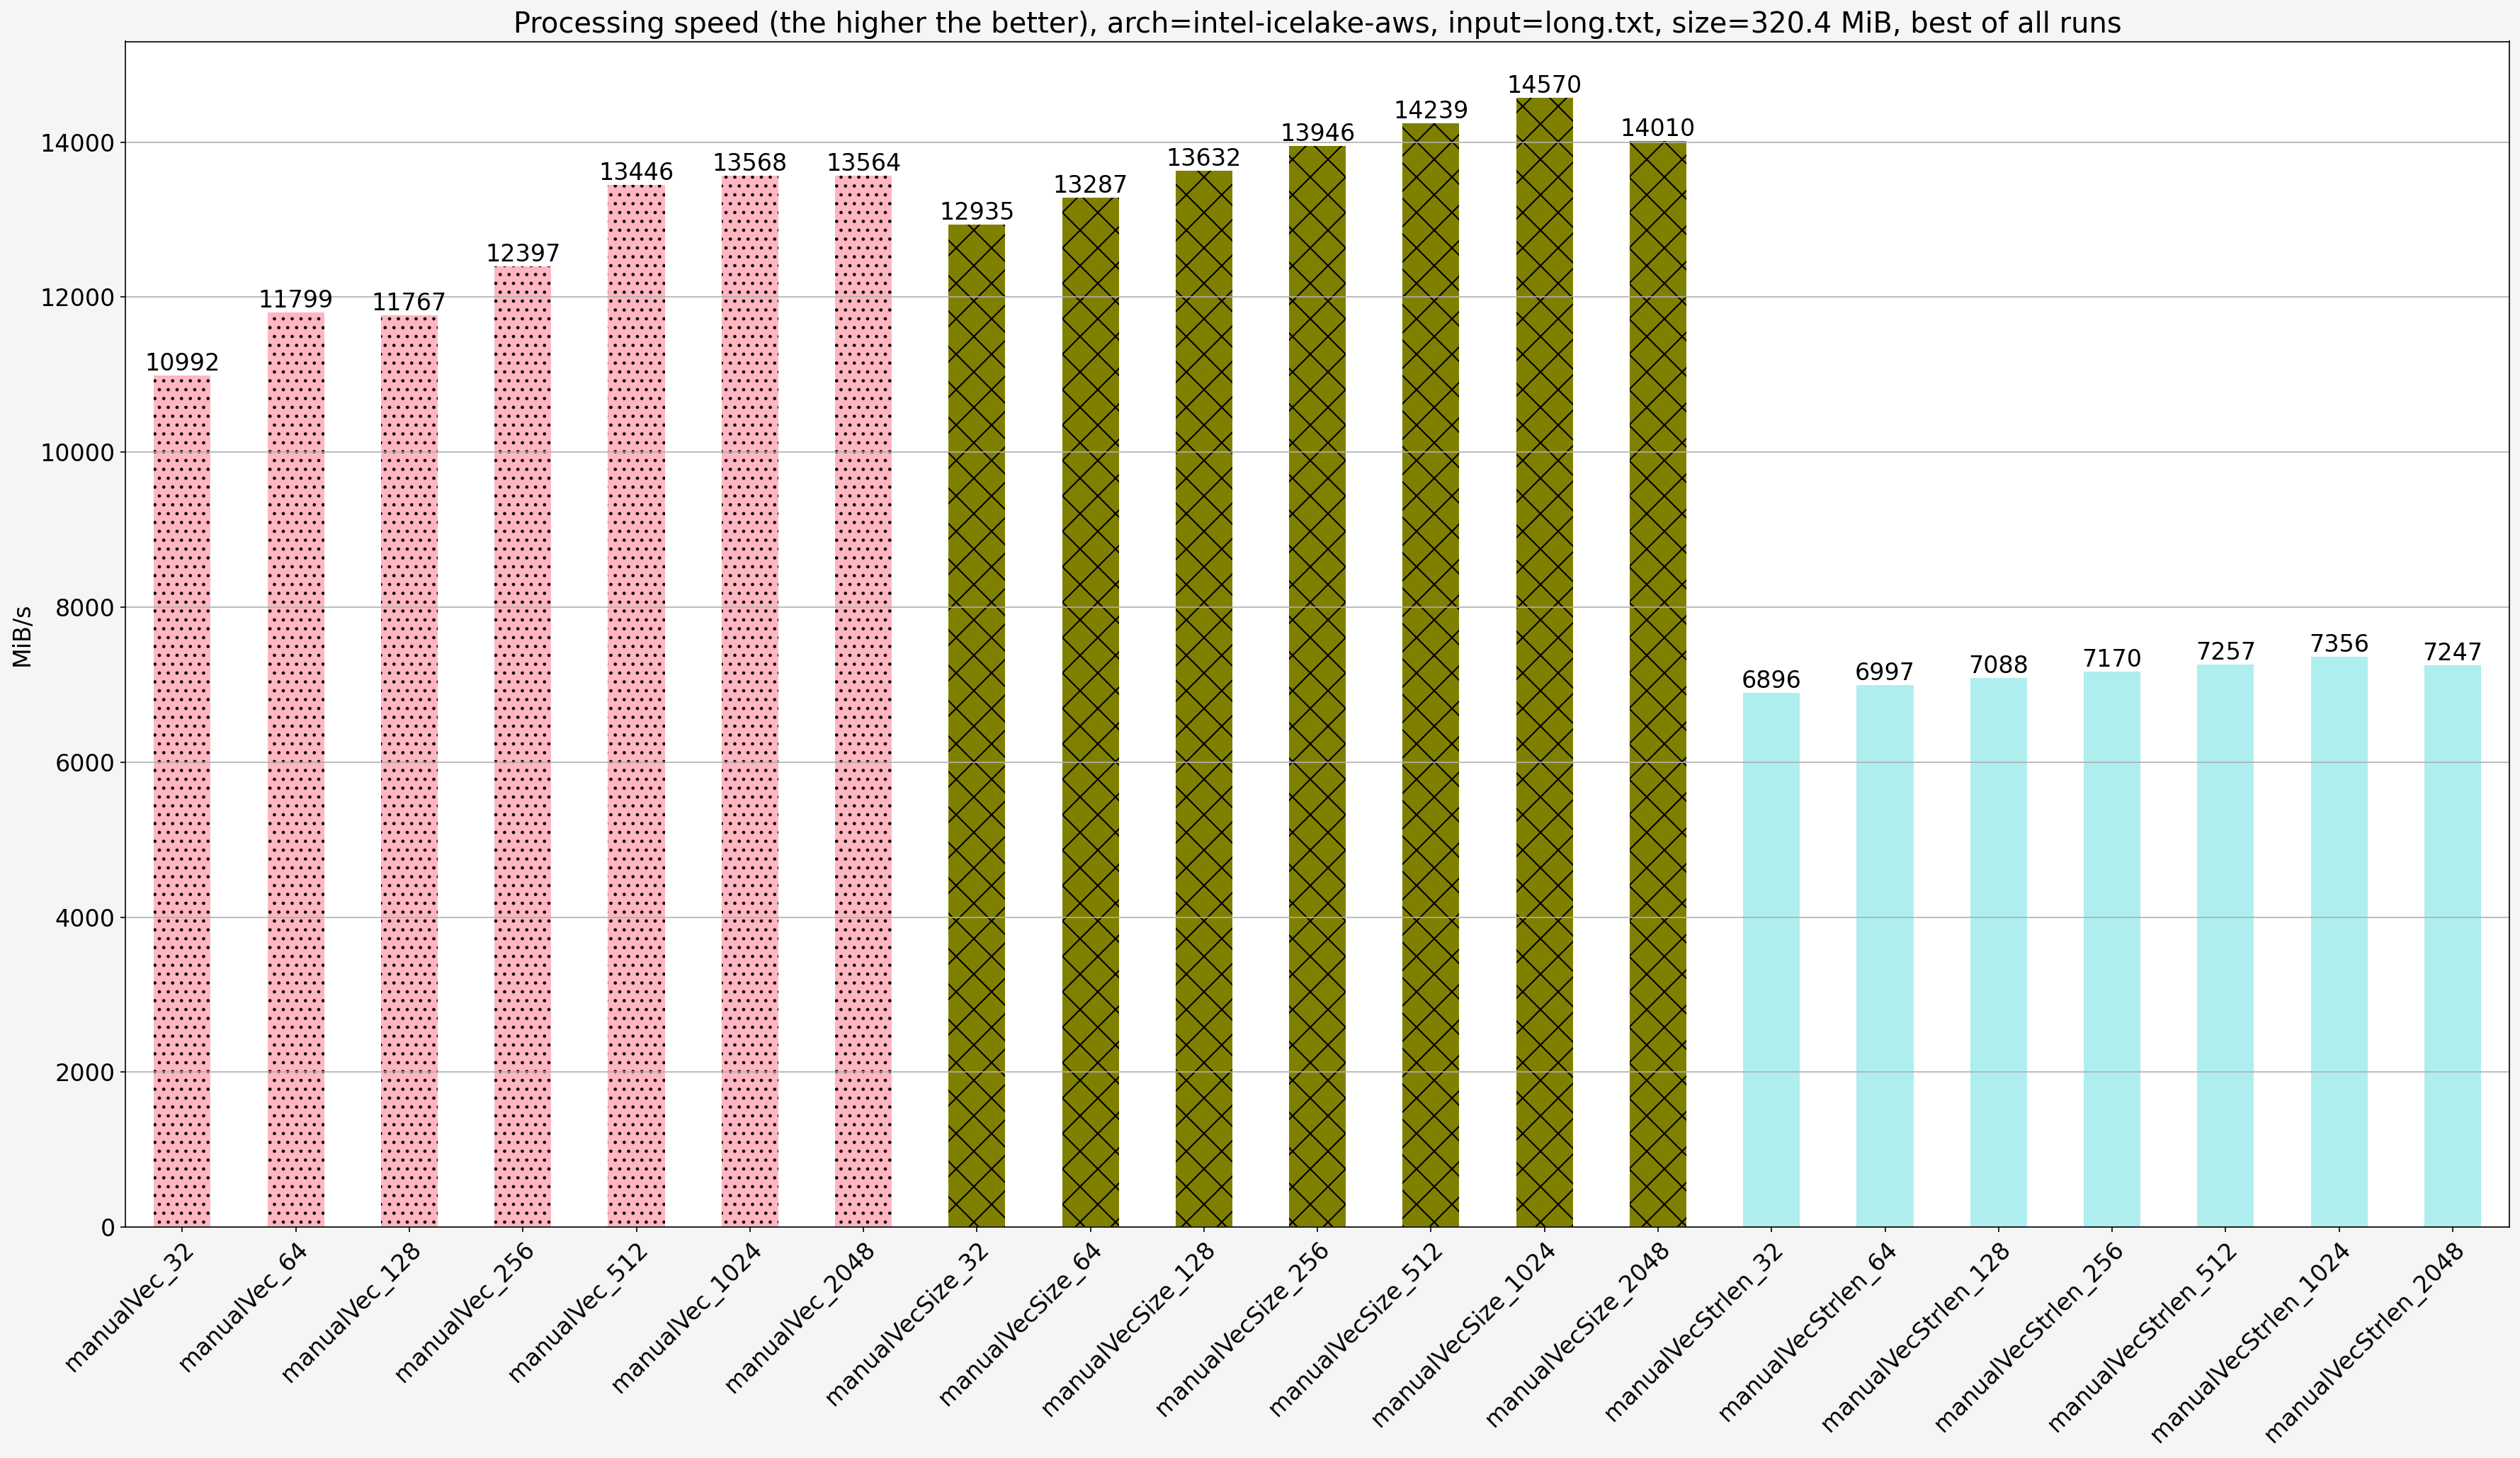 Processing speed (the higher the better), arch=intel-icelake-aws, input=long.txt, size=320.4 MiB, best of all runs
MiB/s
14000
12000
10000
8000
6000
4000
2000
0
10992
11799
11767
12397
13446
13568
13564
12935
13287
13632
13946
14239
14570
14010
6896
6997
7088
7170
7257
7356
7247
manualVec_32
manualVec_64
manualVec_128
manualVec_256
manualVec_512
manualVec_1024
manualVec_2048
manualVecSize_32
manualVecSize_64
manualVecSize_128
manualVecSize_256
manualVecSize_512
manualVecSize_1024
manualVecSize_2048
manualVecStrlen_32
manualVecStrlen_64
manualVecStrlen_128
manualVecStrlen_256
manualVecStrlen_512
manualVecStrlen_1024
manualVecStrlen_2048